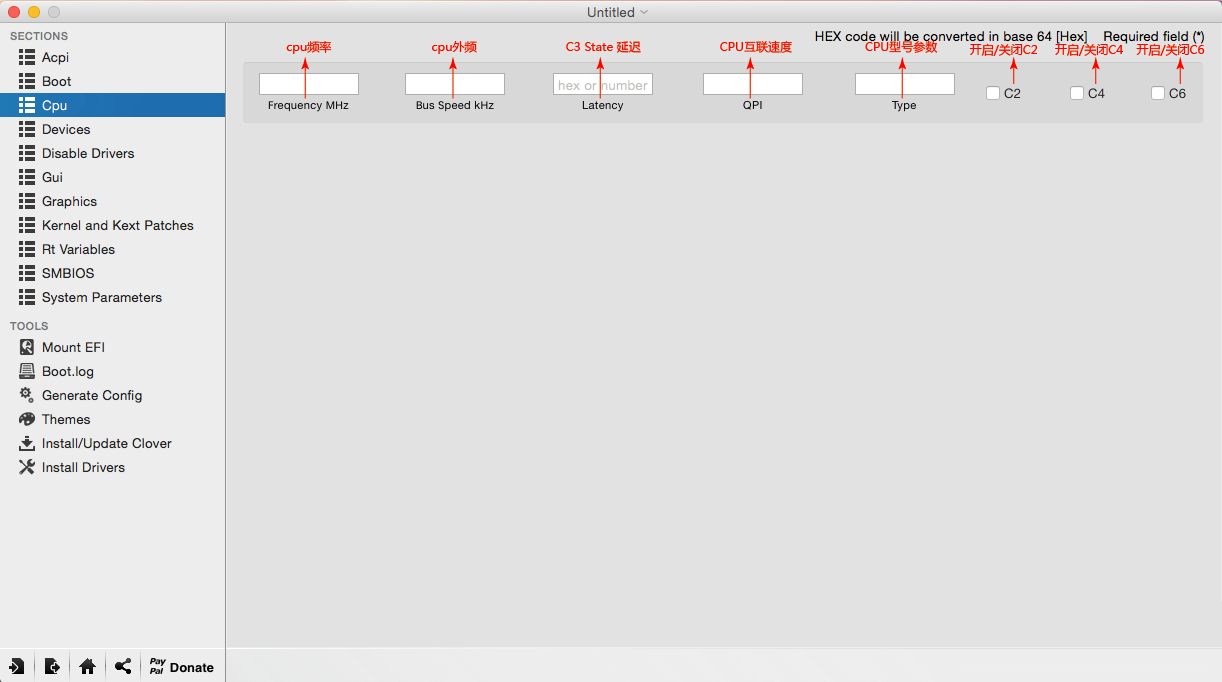 Untitled
SECTIONS
Acpi
Boot
Cpu
Devices
Disable Drivers
Gui
Graphics
Kernel and Kext Patches
Rt Variables
SMBIOS
System Parameters
TOOLS
Mount EFI
Boot.log
Generate Config
Themes
Install/Update Clover
Install Drivers
Pay
Pal
Donate
HEX code will be converted in base 64 [Hex] Required field (*)
cpu频率 cpu外频 C3 State 延迟 CPU互联速度 CPU型号参数 开启/关闭C2 开启/关闭C4 开启/关闭C6
hex or number
C2 C4 C6
Frequency MHz Bus Speed kHz Latency QPI Type